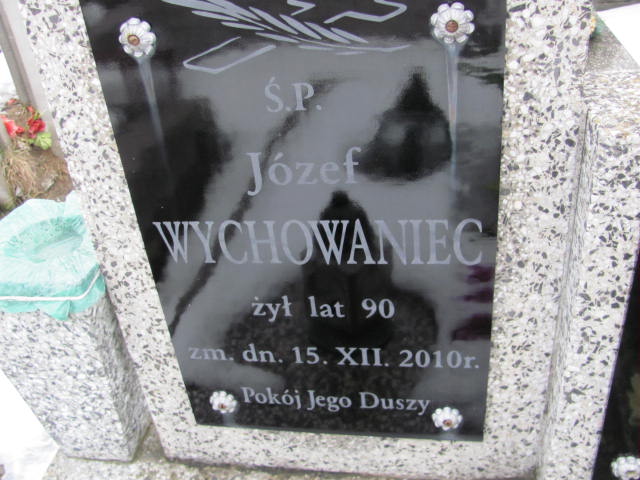 Ś.P.
Józef
WYCHOWANIEC
żył lat 90
zm. dn. 15. XII. 2010r.
Pokój Jego Duszy